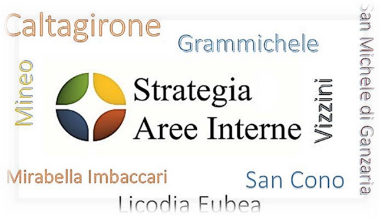 Caltagirone
Grammichele
San Michele di Ganzaria
Mineo
Strategia
Aree Interne
Vizzini
Mirabella Imbaccari
San Cono
Licodia Eubea